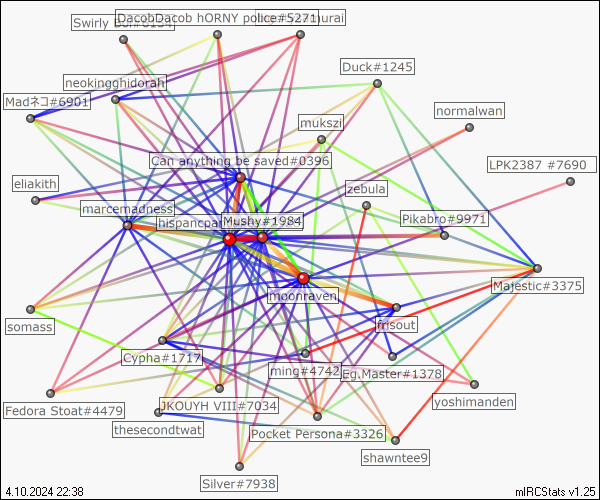 Swirly Boi#6154
DacobDacob hORNY police#5271
Duck#1245
neokingghidorah
Madネコ#6901
mukszi
normalwan
Can anything be saved#0396
LPK2387 #7690
eliakith
zebula
marcemadness
Mushy#1984
Pikabro#9971
moonraven
Majestic#3375
somass
frisout
Cypha#1717
ming#4742
Eg.Master#1378
Fedora Stoat#4479
JKOUYH VIII#7034
yoshimanden
thesecondtwat
Pocket Persona#3326
shawntee9
Silver#7938
4.10.2024 22:38
mIRCStats v1.25